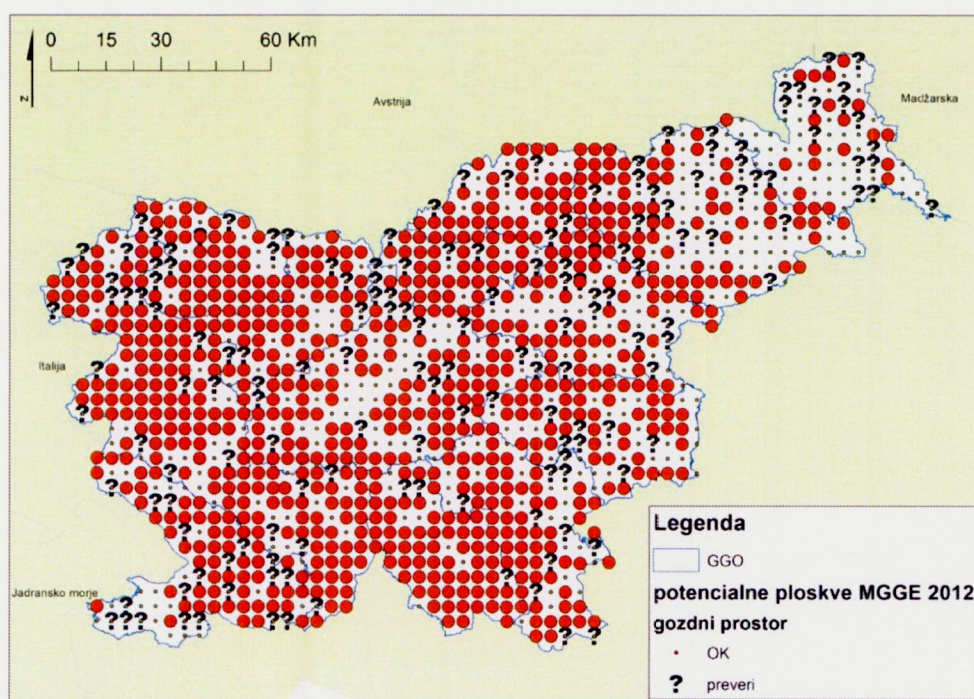 0 15 30 60 Km
z
Avstrija
Madžarska
Italija
Jadransko morje
Legenda
GGO
potencialne ploskve MGGE 2012
gozdni prostor
OK
? preveri